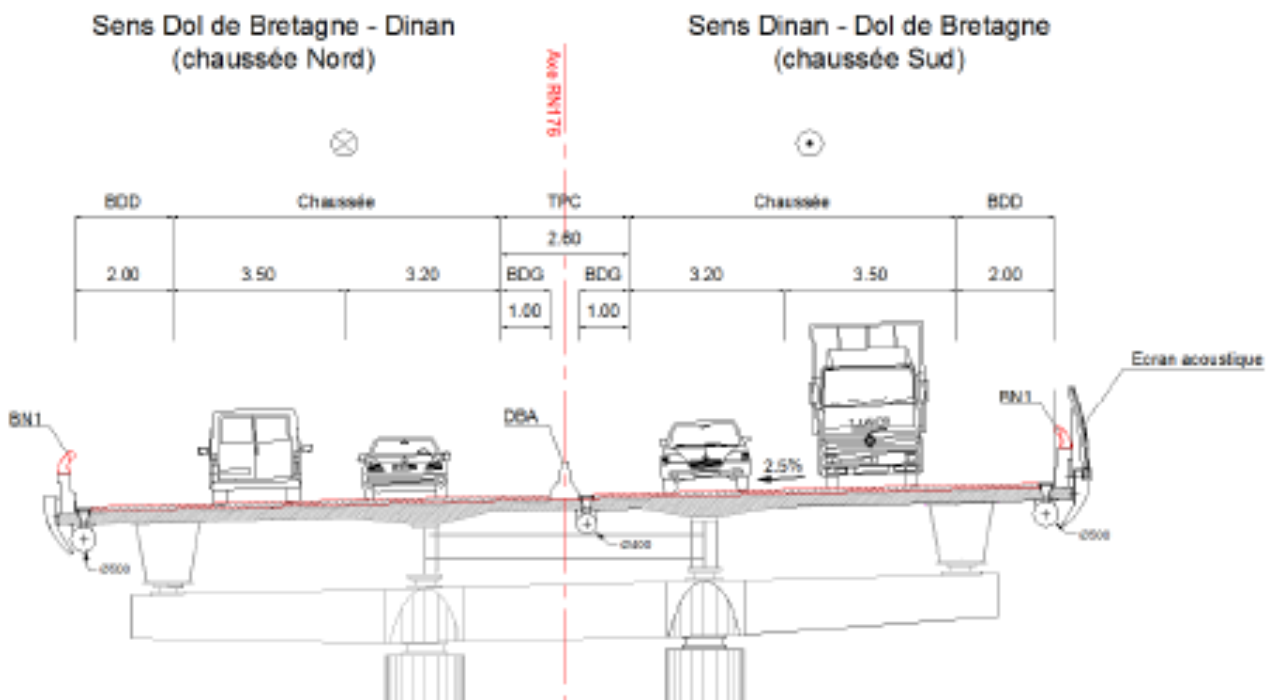 Sens Dol de Bretagne - Dinan
(chaussée Nord)
Sens Dinan - Dol de Bretagne
(chaussée Sud)
Axe RN176
BDD
Chaussée
TPC
Chaussée
BDD
2.60
2.00
3.50
3.20
BDG
BDG
3.20
3.50
2.00
1.00
1.00
Ecran acoustique
BN1
DBA
BN1
2.5%
Ø500
Ø400
Ø500